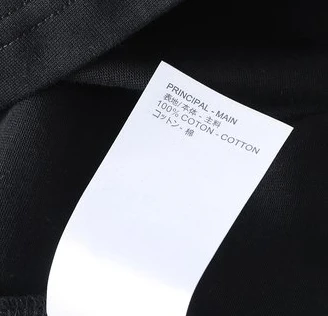 PRINCIPAL - MAIN
表地/本体 - 主料
100% COTON - COTTON
コットン - 棉